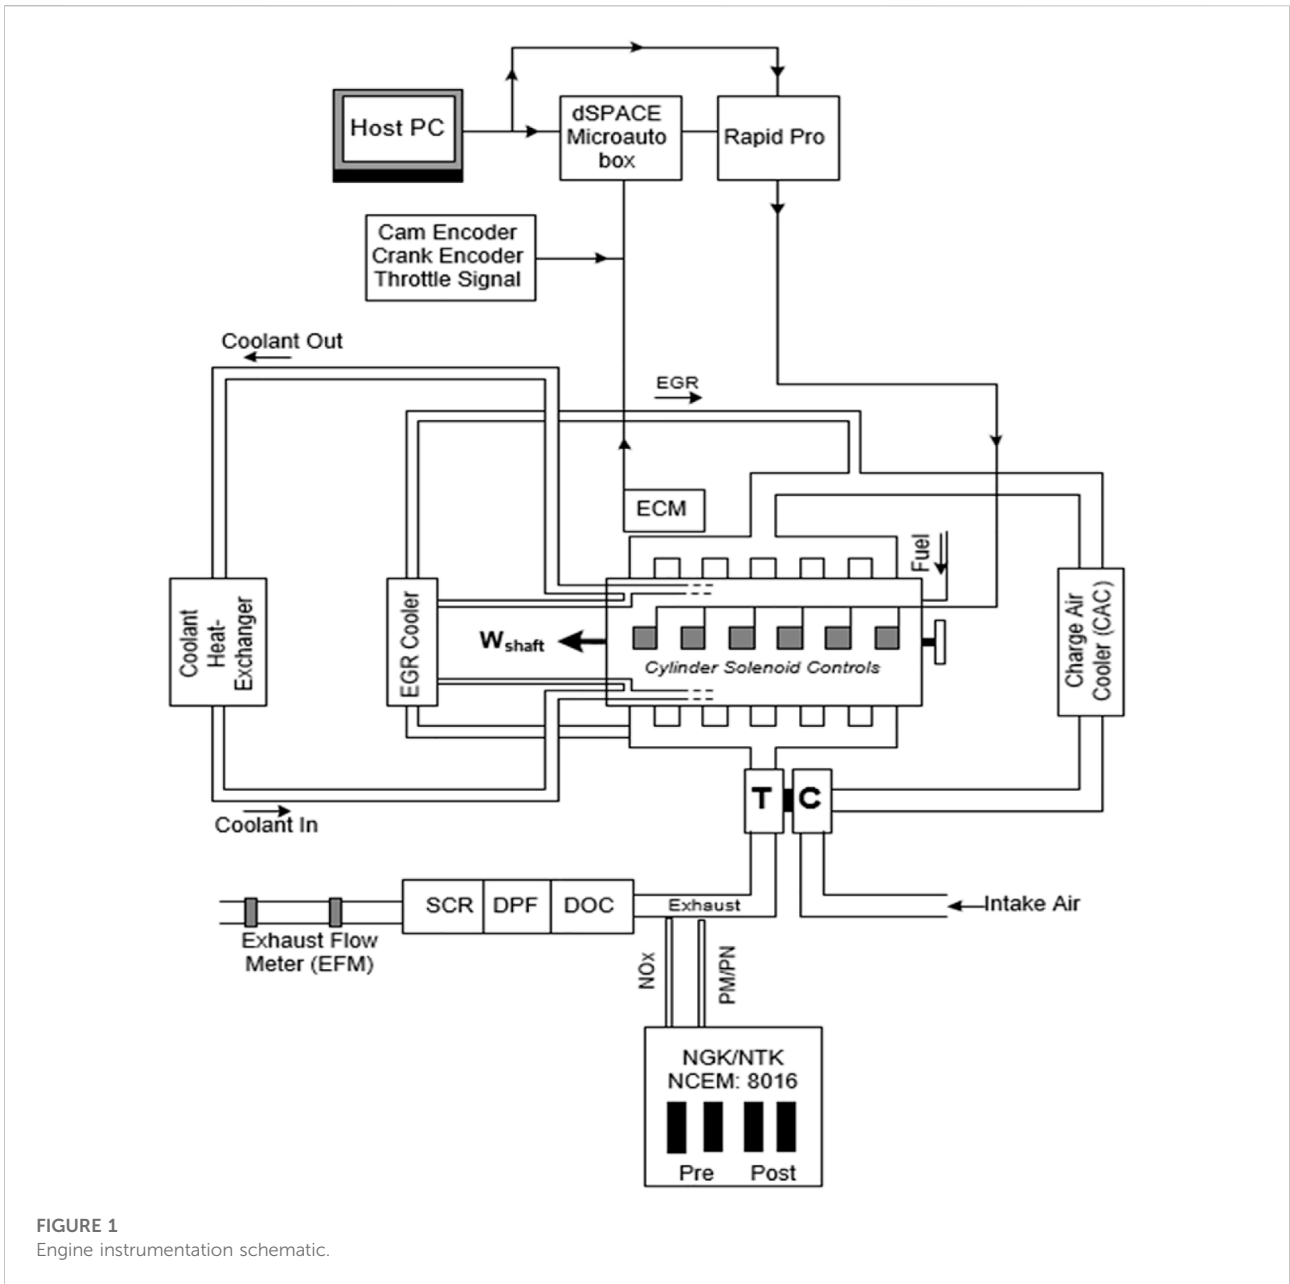 Host PC
dSPACE
Microauto
box
Rapid Pro
Cam Encoder
Crank Encoder
Throttle Signal
Coolant Out
EGR
ECM
Fuel
Coolant
Heat-
Exchanger
EGR Cooler
Wshaft
Cylinder Solenoid Controls
Charge Air
Cooler (CAC)
T
C
Coolant In
SCR
DPF
DOC
Exhaust
Intake Air
Exhaust Flow
Meter (EFM)
NOx
PM/PN
NGK/NTK
NCEM: 8016
Pre
Post
FIGURE 1
Engine instrumentation schematic.